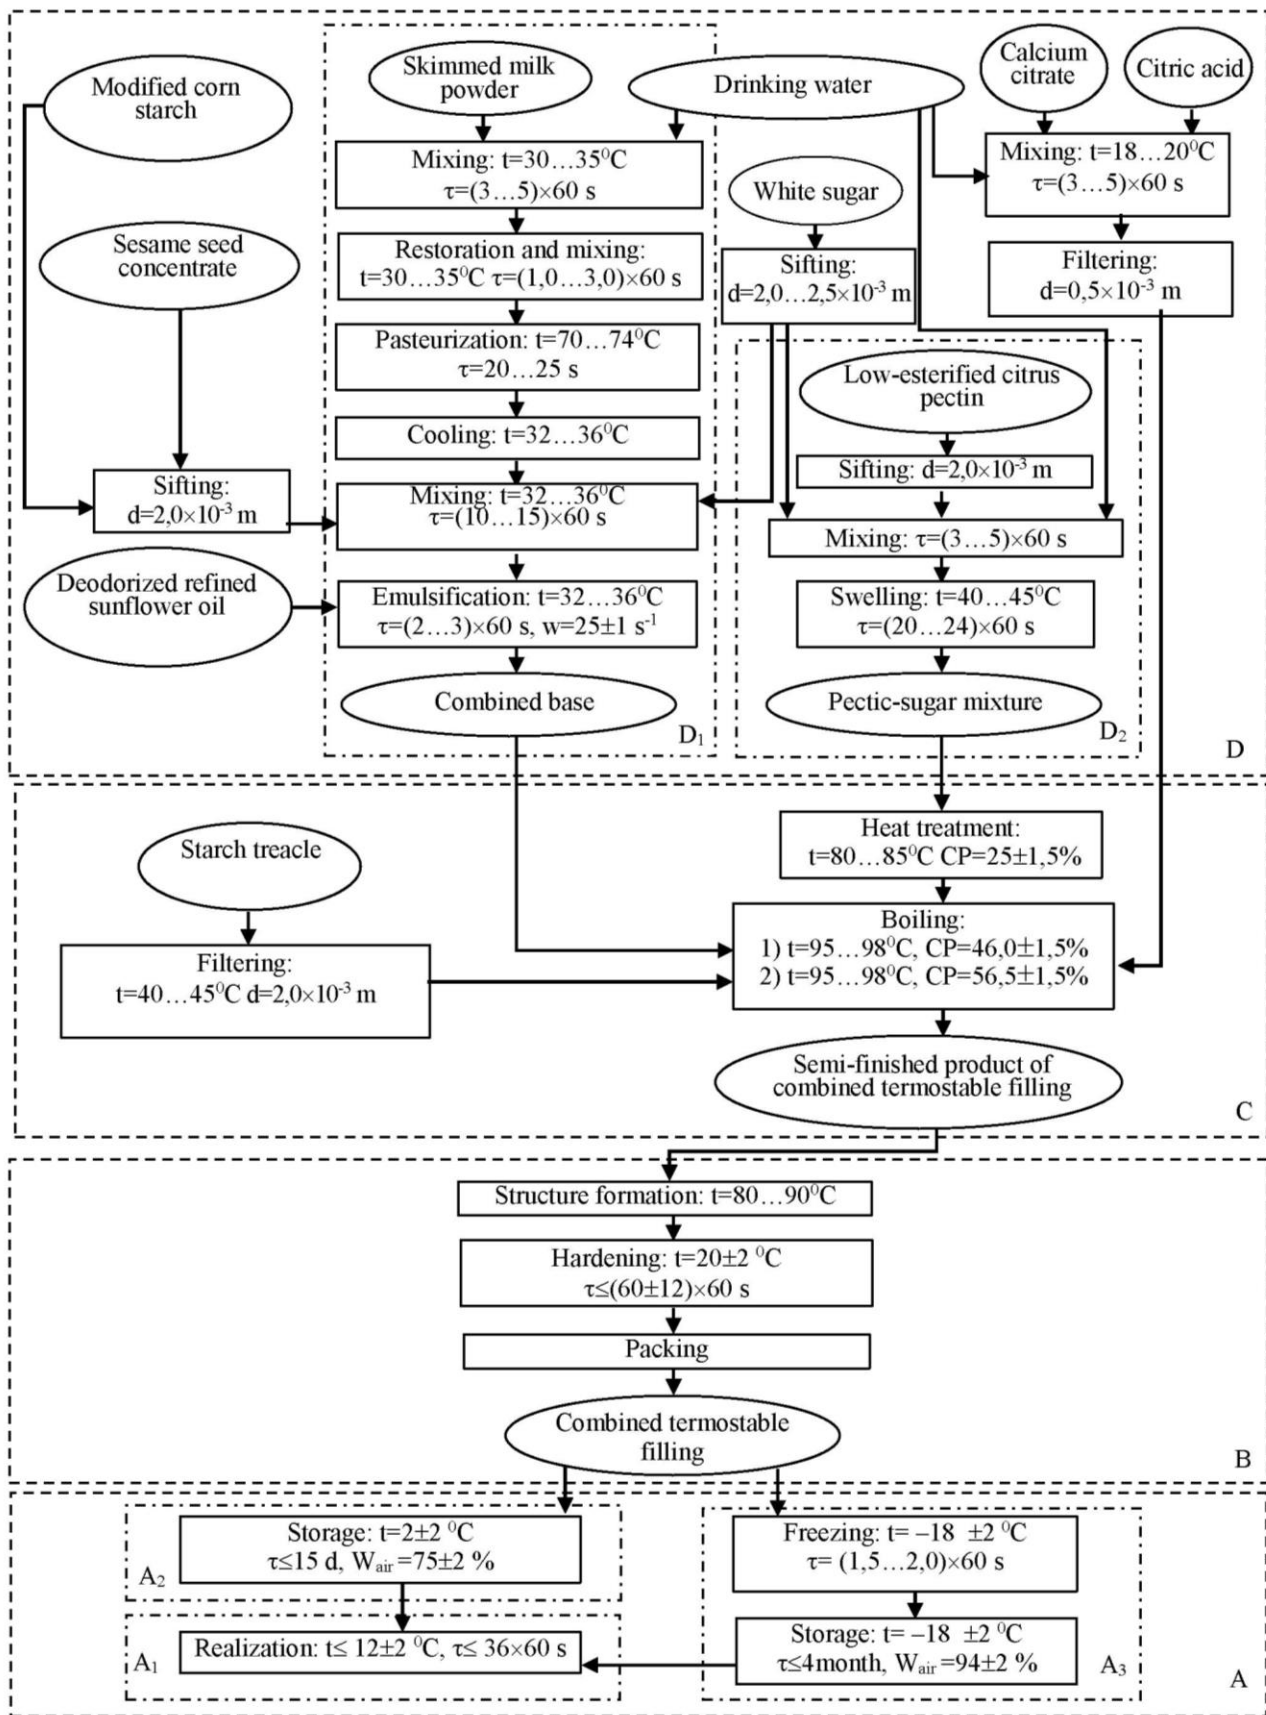 Modified corn
starch
Skimmed milk
powder
Drinking water
Calcium
citrate
Citric acid
Mixing: t=30…35⁰C
τ=(3…5)×60 s
White sugar
Mixing: t=18…20⁰C
τ=(3…5)×60 s
Sesame seed
concentrate
Restoration and mixing:
t=30…35⁰C τ=(1,0…3,0)×60 s
Sifting:
d=2,0…2,5×10⁻³ m
Filtering:
d=0,5×10⁻³ m
Pasteurization: t=70…74⁰C
τ=20…25 s
Low-esterified citrus
pectin
Cooling: t=32…36⁰C
Sifting: d=2,0×10⁻³ m
Sifting:
d=2,0×10⁻³ m
Mixing: t=32…36⁰C
τ=(10…15)×60 s
Mixing: τ=(3…5)×60 s
Deodorized refined
sunflower oil
Emulsification: t=32…36⁰C
τ=(2…3)×60 s, w=25±1 s⁻¹
Swelling: t=40…45⁰C
τ=(20…24)×60 s
Combined base
D₁
Pectic-sugar mixture
D₂
D
Starch treacle
Heat treatment:
t=80…85⁰C CP=25±1,5%
Filtering:
t=40…45⁰C d=2,0×10⁻³ m
Boiling:
1) t=95…98⁰C, CP=46,0±1,5%
2) t=95…98⁰C, CP=56,5±1,5%
Semi-finished product of
combined termostable filling
C
Structure formation: t=80…90⁰C
Hardening: t=20±2 ⁰C
τ≤(60±12)×60 s
Packing
Combined termostable
filling
B
Storage: t=2±2 ⁰C
τ≤15 d, Wair =75±2 %
A₂
Freezing: t= –18 ±2 ⁰C
τ= (1,5…2,0)×60 s
Realization: t≤ 12±2 ⁰C, τ≤ 36×60 s
A₁
Storage: t= –18 ±2 ⁰C
τ≤4month, Wair =94±2 %
A₃
A